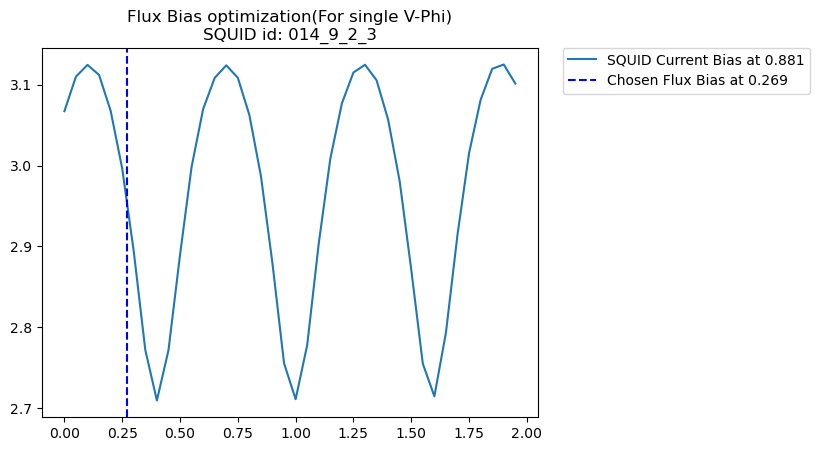 Flux Bias optimization(For single V-Phi)
SQUID id: 014_9_2_3
SQUID Current Bias at 0.881
Chosen Flux Bias at 0.269
3.1
3.0
2.9
2.8
2.7
0.00 0.25 0.50 0.75 1.00 1.25 1.50 1.75 2.00